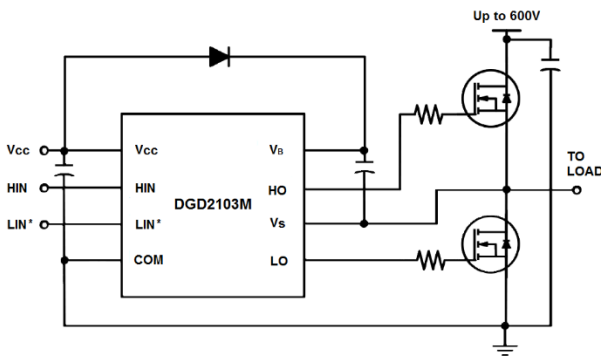 Up to 600V
Vcc
HIN
LIN*
Vcc
HIN
LIN*
COM
DGD2103M
VB
HO
Vs
LO
TO
LOAD